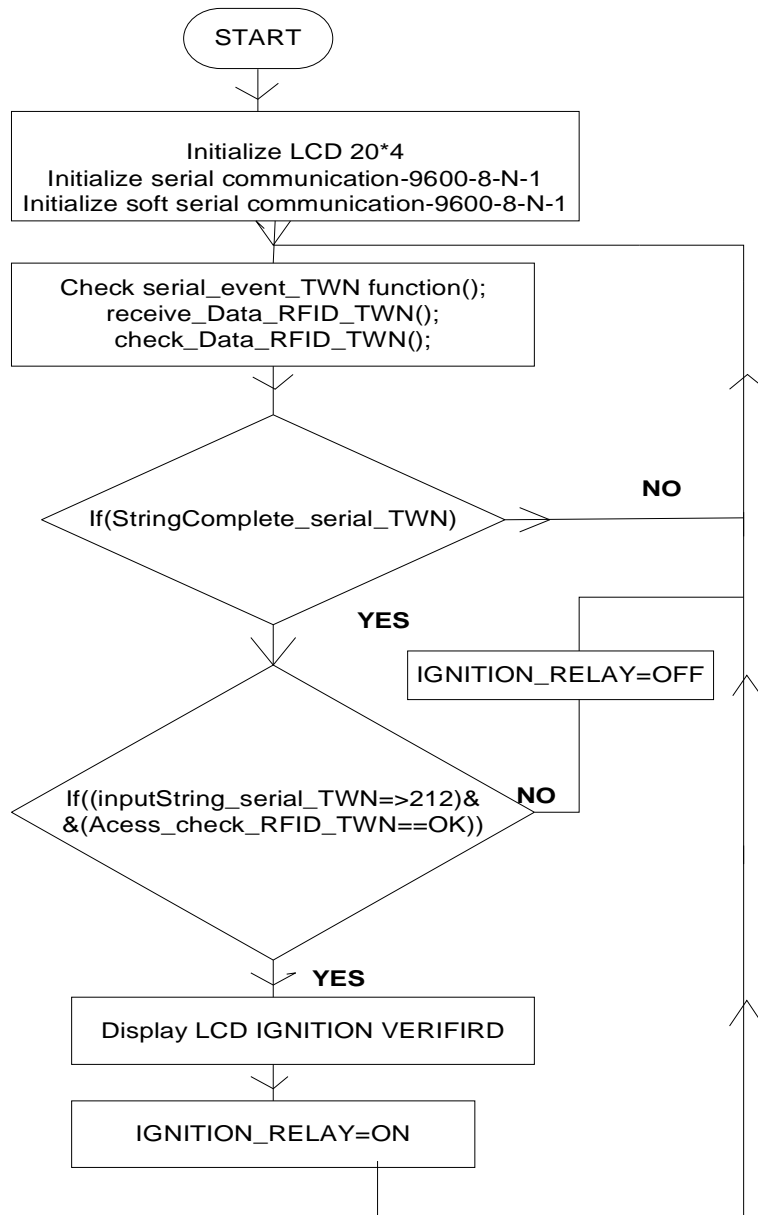 START
Initialize LCD 20*4
Initialize serial communication-9600-8-N-1
Initialize soft serial communication-9600-8-N-1
Check serial_event_TWN function();
receive_Data_RFID_TWN();
check_Data_RFID_TWN();
NO
If(StringComplete_serial_TWN)
YES
IGNITION_RELAY=OFF
If((inputString_serial_TWN=>212)&
NO
&(Acess_check_RFID_TWN==OK))
YES
Display LCD IGNITION VERIFIRD
IGNITION_RELAY=ON